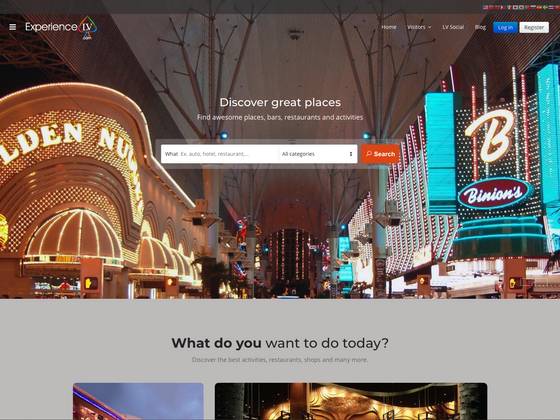 Experience LV
.com
Home
Visitors
LV Social
Blog
Log in
Register
Discover great places
Find awesome places, bars, restaurants and activities
What
Ex. auto, hotel, restaurant,...
All categories
Search
LDEN NUG
B
Binion's
What do you want to do today?
Discover the best activities, restaurants, shops and many more.